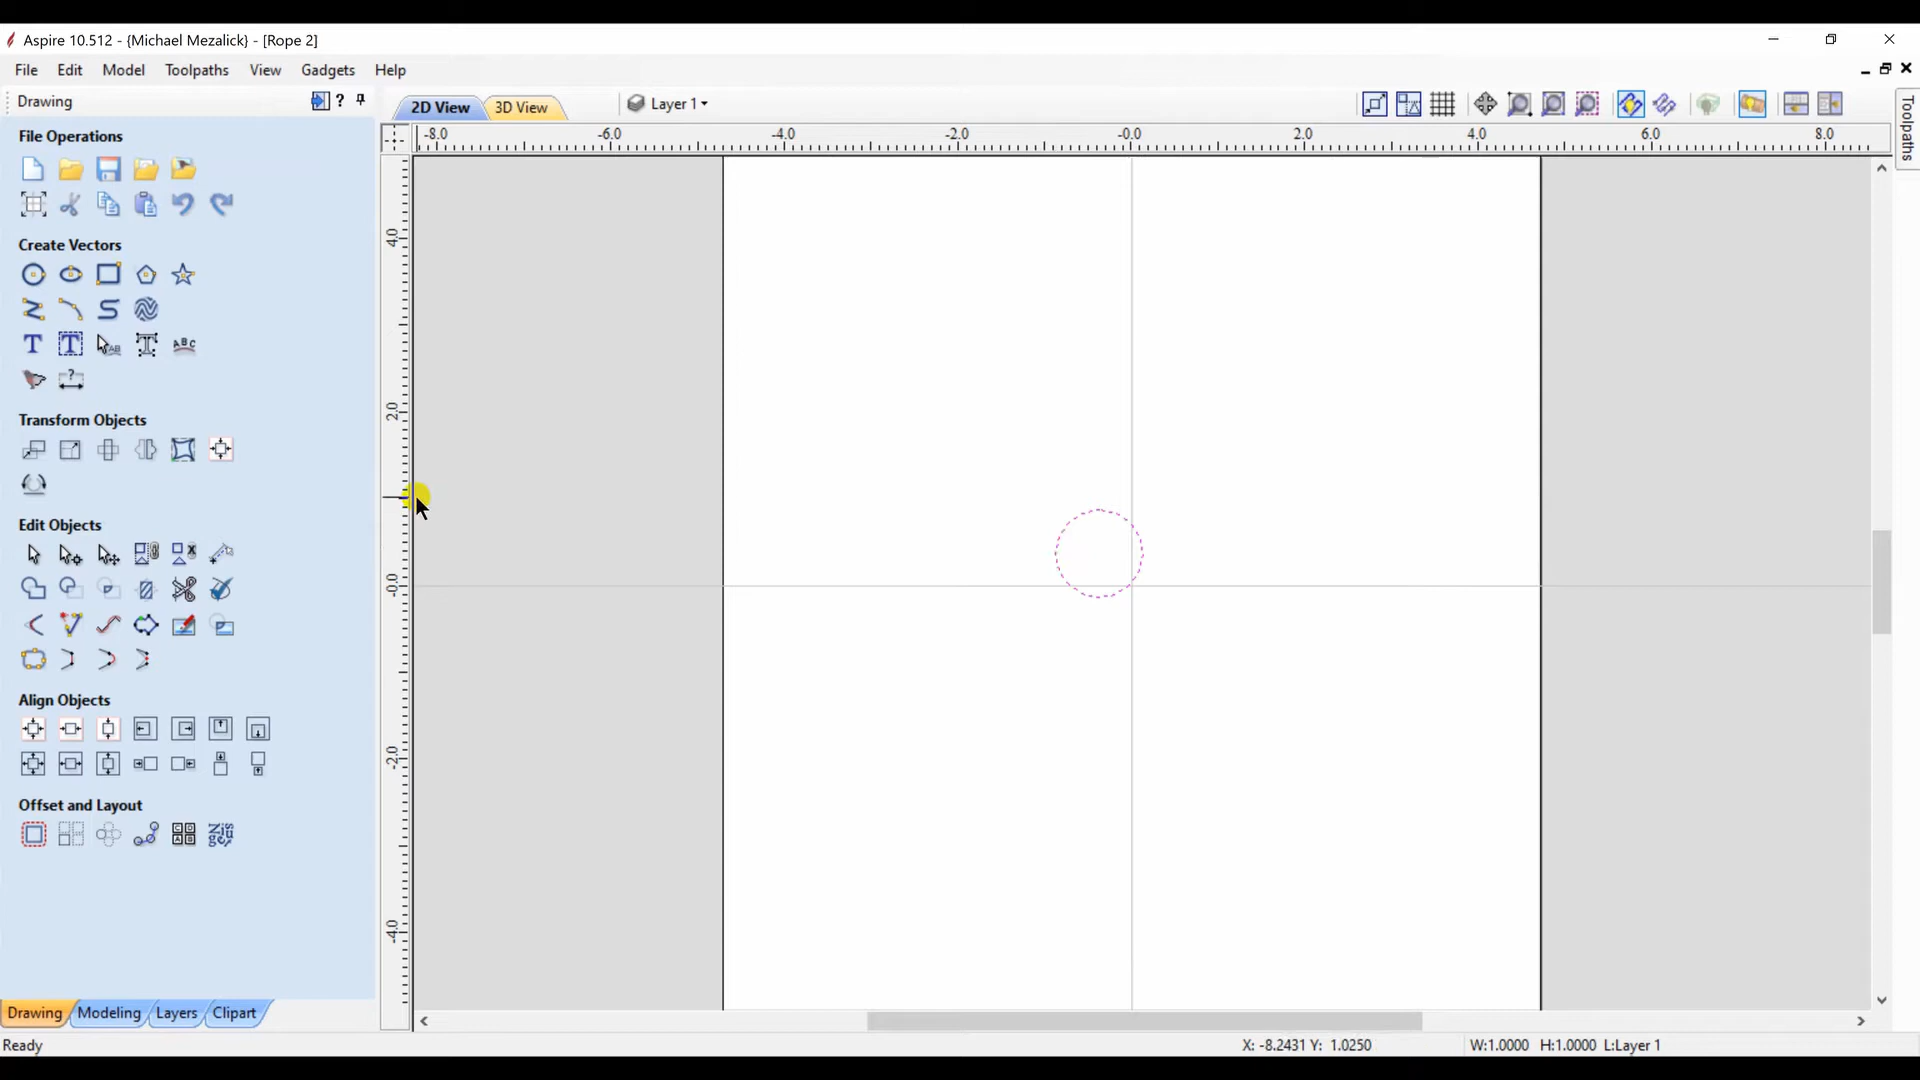 Aspire 10.512 - {Michael Mezalick} - [Rope 2]
File Edit Model Toolpaths View Gadgets Help
Drawing ?
2D View 3D View Layer 1
Toolpaths
File Operations
-8.0 -6.0 -4.0 -2.0 -0.0 2.0 4.0 6.0 8.0
4.0
2.0
-0.0
-2.0
-4.0
Create Vectors
T T AB T ABC
?
Transform Objects
Edit Objects
Align Objects
Offset and Layout
Drawing Modeling Layers Clipart
Ready
X: -8.2431 Y: 1.0250
W:1.0000 H:1.0000 L:Layer 1